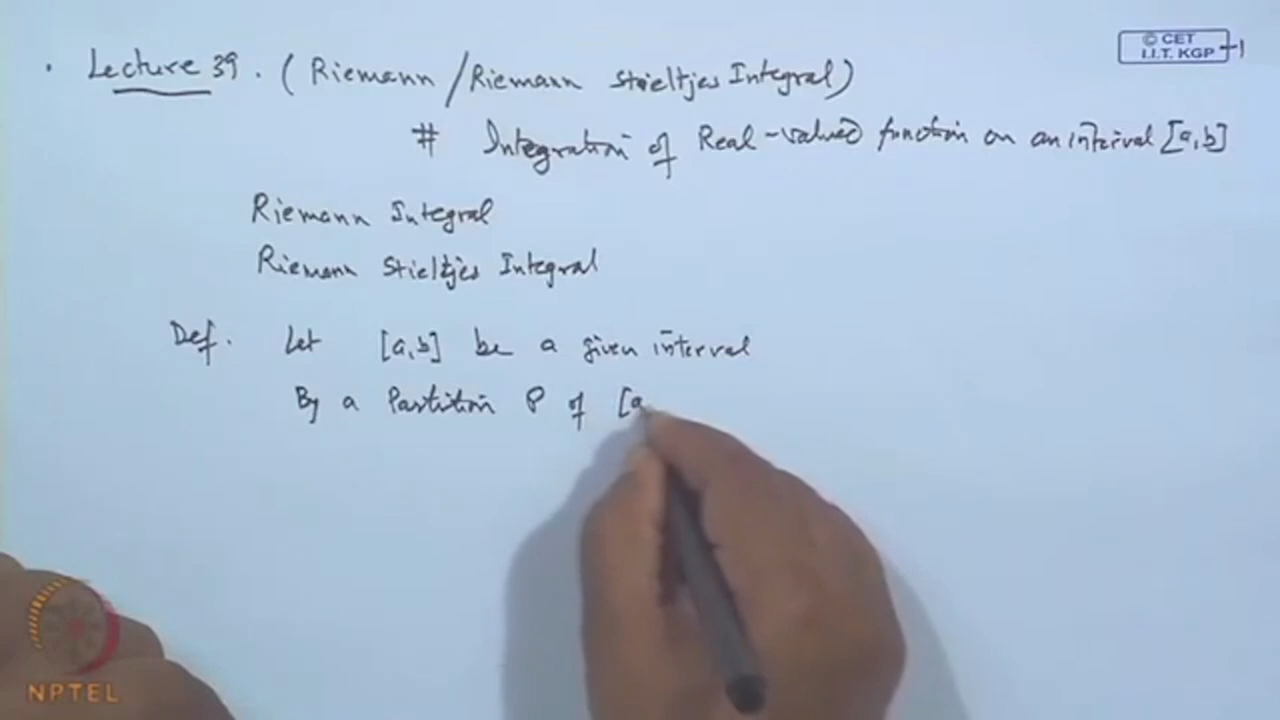 Lecture 39. (Riemann / Riemann Stieltjes Integral)
© CET
I.I.T. KGP
# Integration of Real-valued function on an interval [a,b]
Riemann Integral
Riemann Stieltjes Integral
Def. Let [a,b] be a given interval
By a Partition P of [a
NPTEL